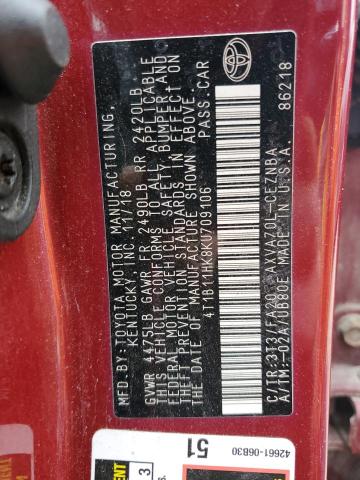 MFD. BY:TOYOTA MOTOR MANUFACTURING,
KENTUCKY, INC. 11/18
GVWR 4475LB GAWR FR 2490LB RR 2420LB
THIS VEHICLE CONFORMS TO ALL APPLICABLE
FEDERAL MOTOR VEHICLE SAFETY, BUMPER, AND
THEFT PREVENTION STANDARDS IN EFFECT ON
THE DATE OF MANUFACTURE SHOWN ABOVE.
4T1B11HK8KU709106 PASS.CAR
C/TR:3T3/FA20 AXVA70L-CEZNBA
A/TM:-02A/UB80E MADE IN U.S.A. 86218
42661-06B30
51
3